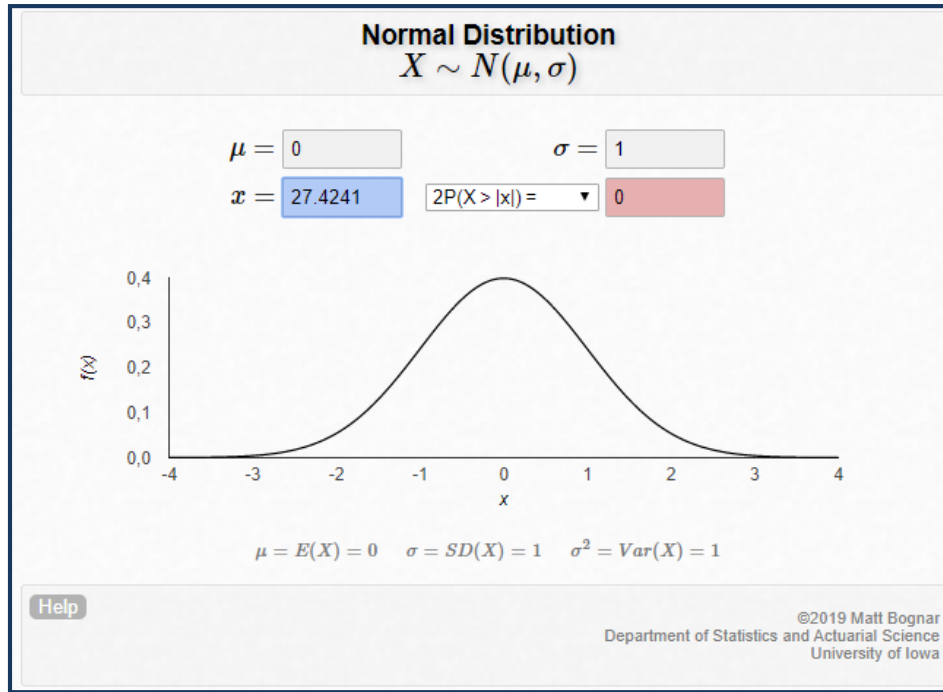 Normal Distribution
X ∼ N(μ, σ)
μ = 0 σ = 1
x = 27.4241 2P(X > |x|) = 0
0,4
0,3
0,2
0,1
0,0
f(x)
-4 -3 -2 -1 0 1 2 3 4
x
μ = E(X) = 0 σ = SD(X) = 1 σ² = Var(X) = 1
Help
©2019 Matt Bognar
Department of Statistics and Actuarial Science
University of Iowa